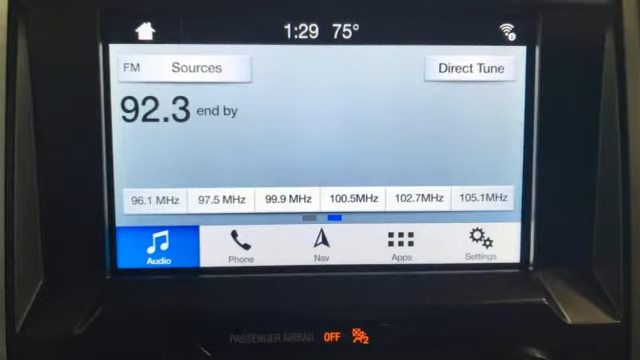 1:29 75°
FM Sources Direct Tune
92.3 end by
96.1 MHz 97.5 MHz 99.9 MHz 100.5MHz 102.7MHz 105.1MHz
Audio Phone Nav Apps Settings
PASSENGER AIRBAG OFF 2